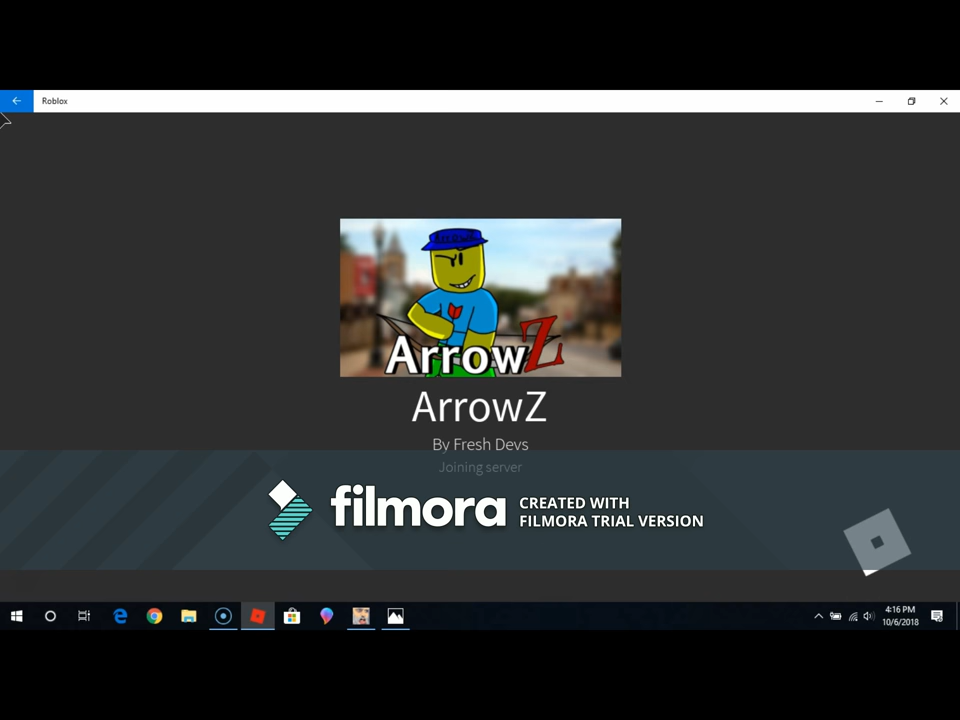 Roblox
ArrowZ
ArrowZ
By Fresh Devs
Joining server
filmora
CREATED WITH
FILMORA TRIAL VERSION
4:16 PM
10/6/2018